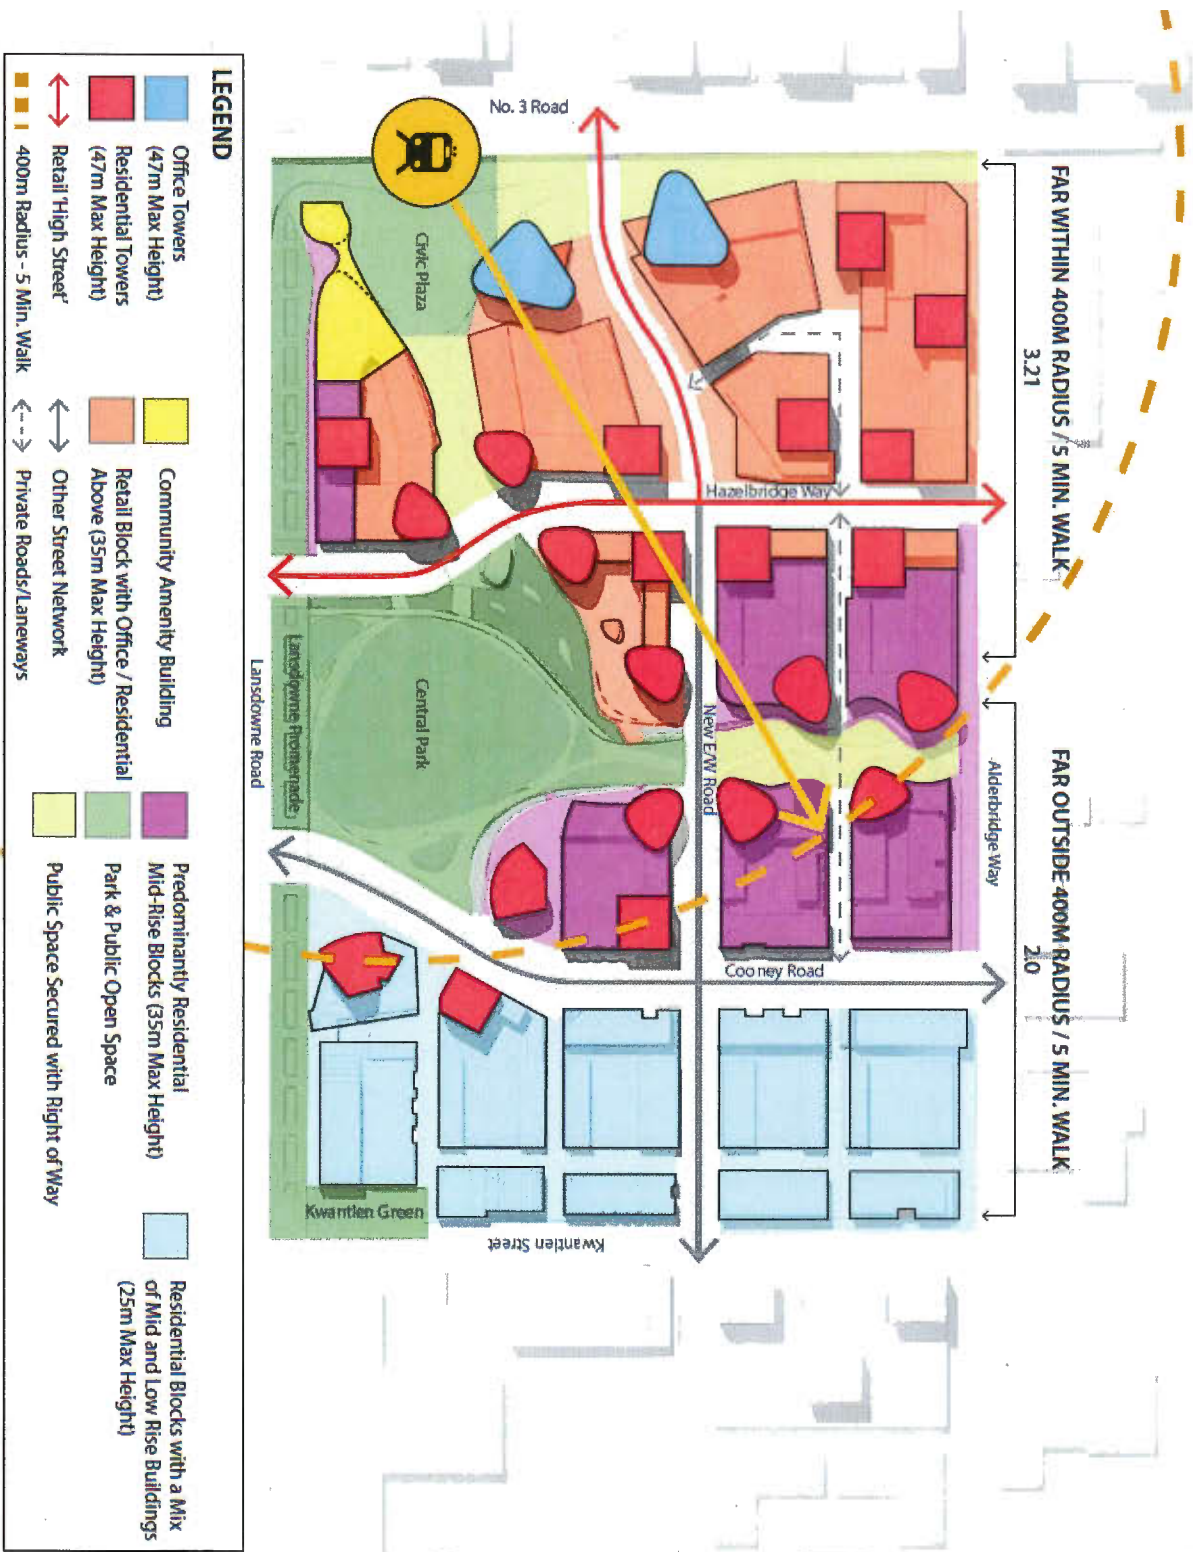 FAR WITHIN 400M RADIUS / 5 MIN. WALK
3.21
FAR OUTSIDE 400M RADIUS / 5 MIN. WALK
2.0
Alderbridge Way
No. 3 Road
Hazelbridge Way
New E/W Road
Cooney Road
Civic Plaza
Central Park
Lansdowne Promenade
Lansdowne Road
Kwantlen Green
Kwantlen Street
LEGEND
Office Towers
(47m Max Height)
Residential Towers
(47m Max Height)
Retail 'High Street'
400m Radius - 5 Min. Walk
Community Amenity Building
Retail Block with Office / Residential
Above (35m Max Height)
Other Street Network
Private Roads/Laneways
Predominantly Residential
Mid-Rise Blocks (35m Max Height)
Park & Public Open Space
Public Space Secured with Right of Way
Residential Blocks with a Mix
of Mid and Low Rise Buildings
(25m Max Height)